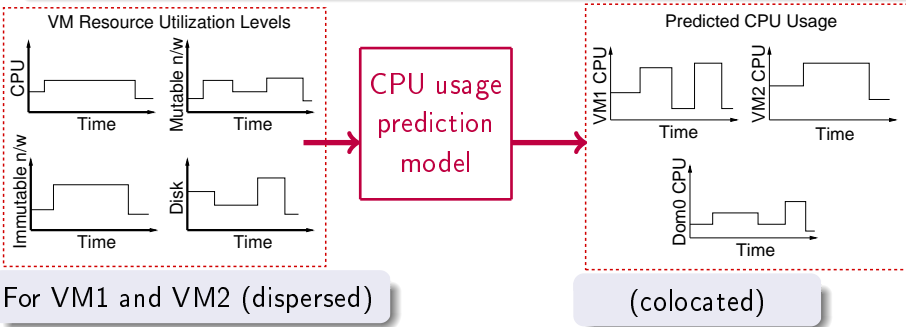 VM Resource Utilization Levels
CPU
Time
Mutable n/w
Time
Immutable n/w
Time
Disk
Time
For VM1 and VM2 (dispersed)
CPU usage
prediction
model
Predicted CPU Usage
VM1 CPU
Time
VM2 CPU
Time
Dom0 CPU
Time
(colocated)